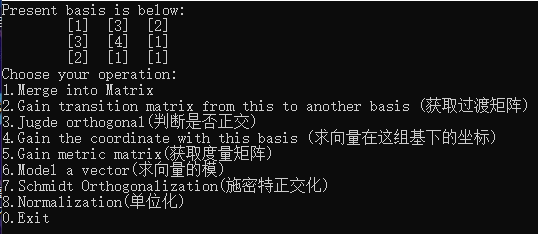 Present basis is below:
[1] [3] [2]
[3] [4] [1]
[2] [1] [1]
Choose your operation:
1.Merge into Matrix
2.Gain transition matrix from this to another basis (获取过渡矩阵)
3.Jugde orthogonal(判断是否正交)
4.Gain the coordinate with this basis (求向量在这组基下的坐标)
5.Gain metric matrix(获取度量矩阵)
6.Model a vector(求向量的模)
7.Schmidt Orthogonalization(施密特正交化)
8.Normalization(单位化)
0.Exit